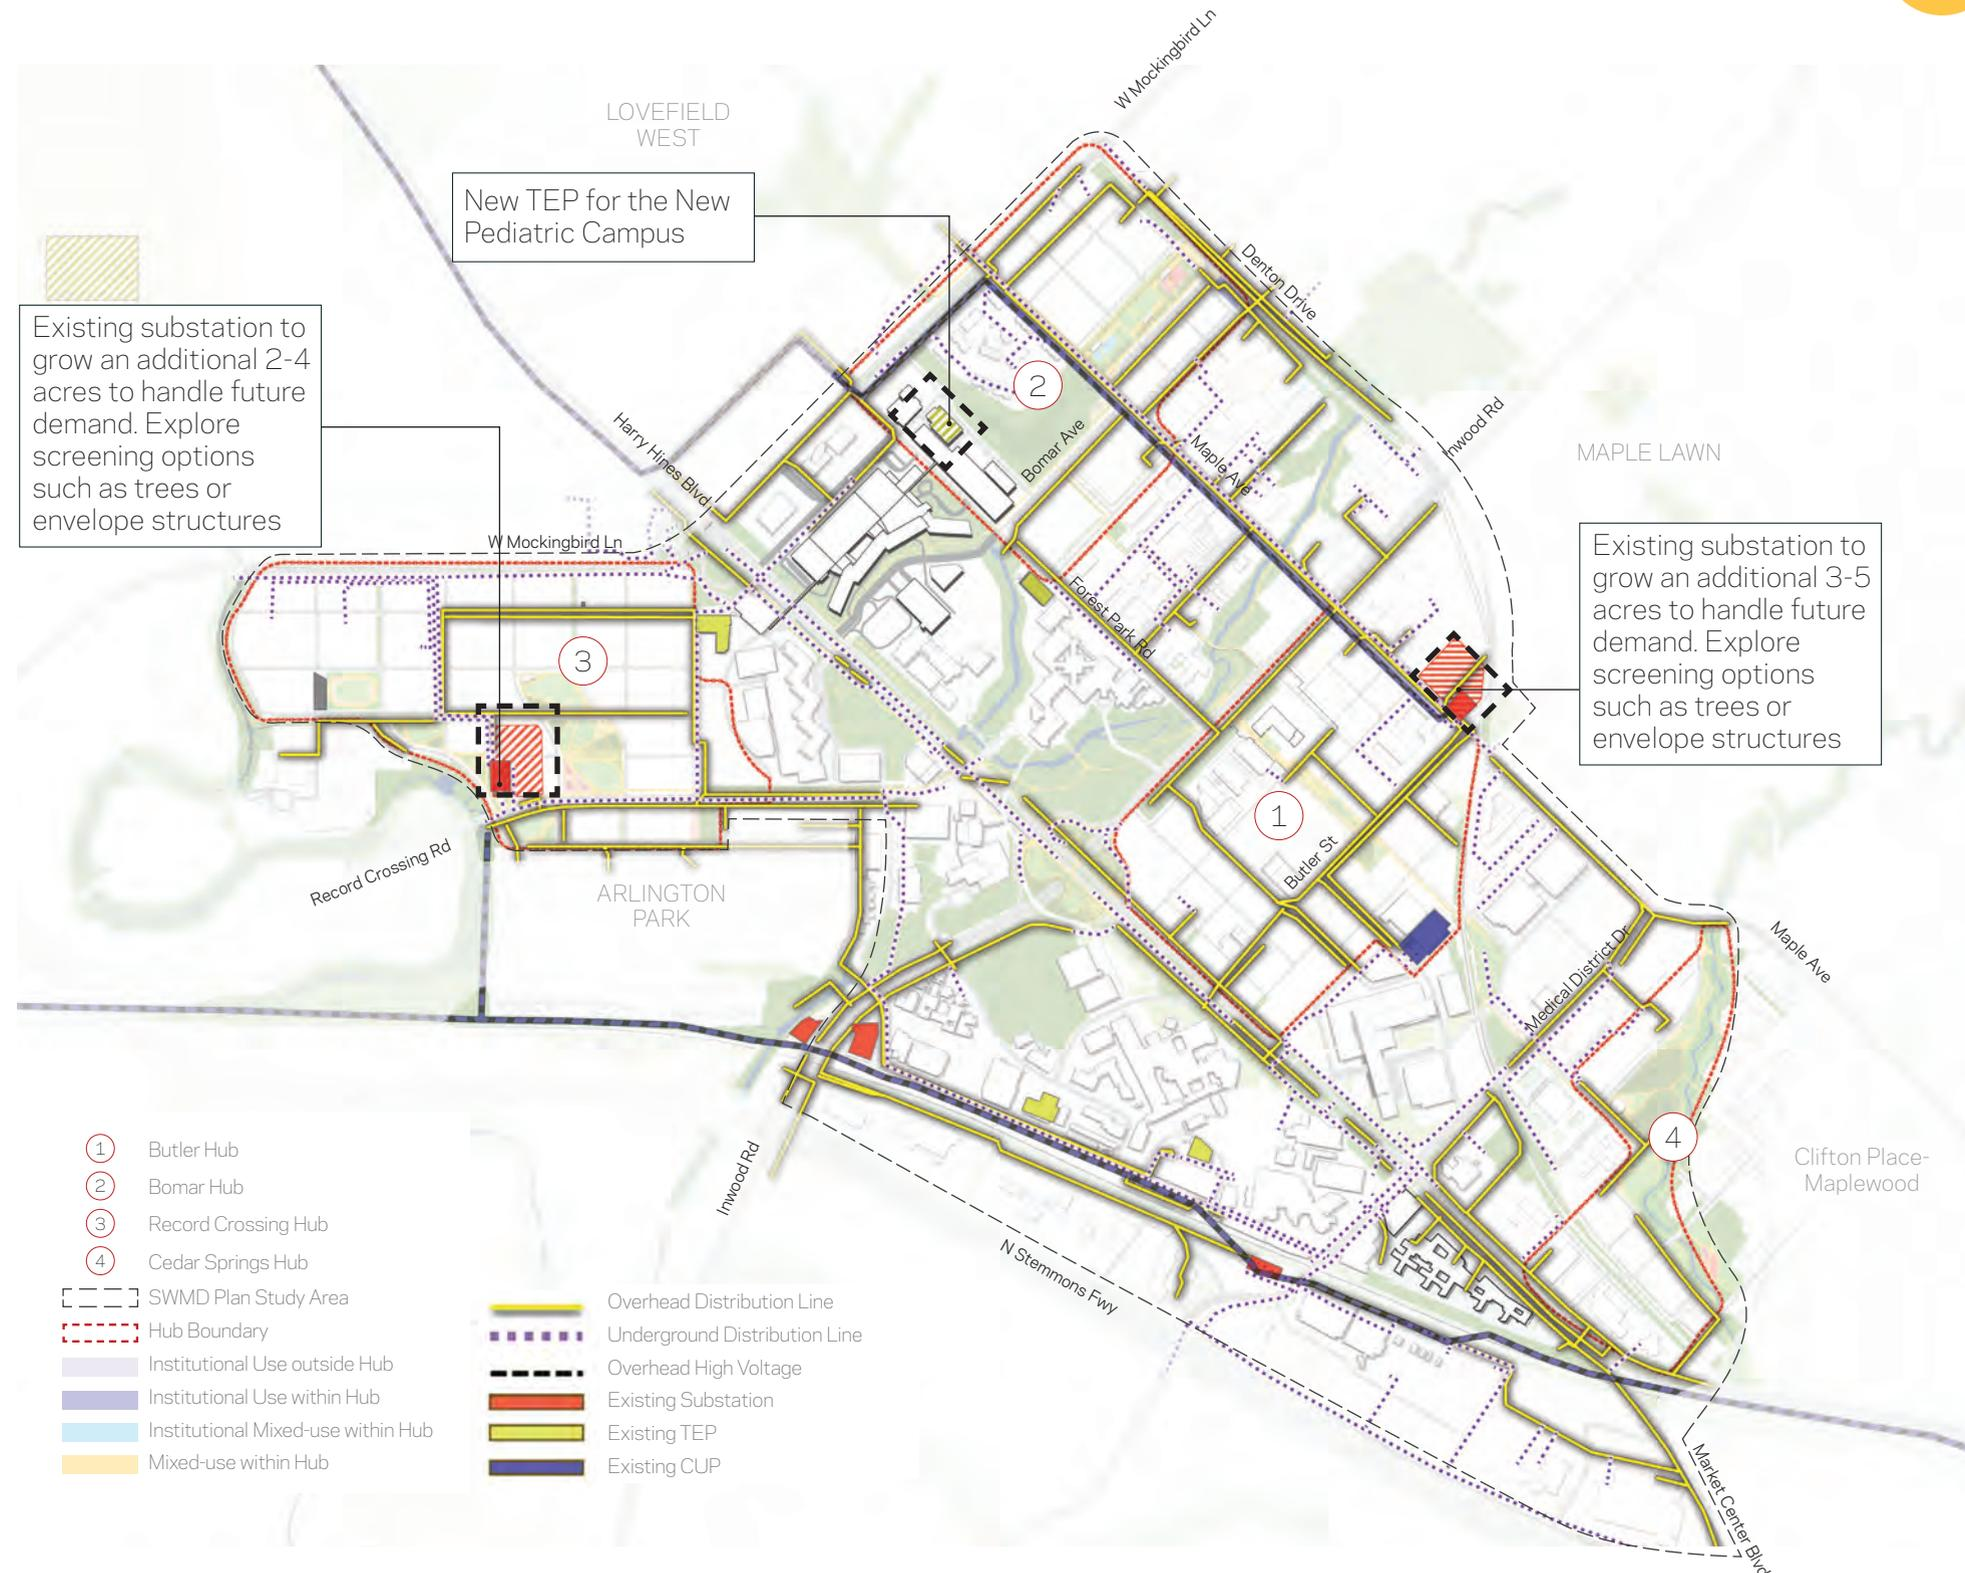 W Mockingbird Ln
LOVEFIELD
WEST
New TEP for the New
Pediatric Campus
Denton Drive
Existing substation to
grow an additional 2-4
acres to handle future
demand. Explore
screening options
such as trees or
envelope structures
2
Harry Hines Blvd
Bomar Ave
Maple Ave
Inwood Rd
MAPLE LAWN
W Mockingbird Ln
Existing substation to
grow an additional 3-5
acres to handle future
demand. Explore
screening options
such as trees or
envelope structures
Forest Park Rd
3
1
Butler St
Record Crossing Rd
ARLINGTON
PARK
Medical District Dr
Maple Ave
4
Clifton Place-
Maplewood
Inwood Rd
N Stemmons Fwy
Market Center Blvd
1 Butler Hub
2 Bomar Hub
3 Record Crossing Hub
4 Cedar Springs Hub
SWMD Plan Study Area
Hub Boundary
Institutional Use outside Hub
Institutional Use within Hub
Institutional Mixed-use within Hub
Mixed-use within Hub
Overhead Distribution Line
Underground Distribution Line
Overhead High Voltage
Existing Substation
Existing TEP
Existing CUP